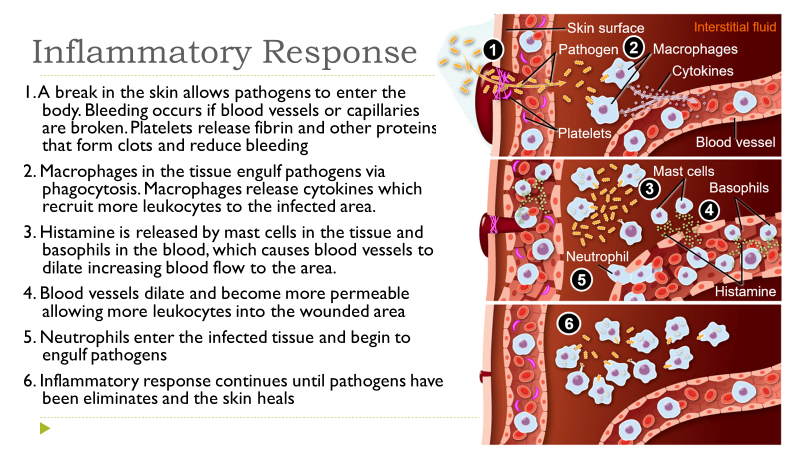 Inflammatory Response
1.A break in the skin allows pathogens to enter the
body. Bleeding occurs if blood vessels or capillaries
are broken. Platelets release fibrin and other proteins
that form clots and reduce bleeding
2. Macrophages in the tissue engulf pathogens via
phagocytosis. Macrophages release cytokines which
recruit more leukocytes to the infected area.
3. Histamine is released by mast cells in the tissue and
basophils in the blood, which causes blood vessels to
dilate increasing blood flow to the area.
4. Blood vessels dilate and become more permeable
allowing more leukocytes into the wounded area
5. Neutrophils enter the infected tissue and begin to
engulf pathogens
6. Inflammatory response continues until pathogens have
been eliminates and the skin heals
Skin surface
Interstitial fluid
1
Pathogen
2
Macrophages
Cytokines
Platelets
Blood vessel
Mast cells
3
Basophils
4
Neutrophil
5
Histamine
6